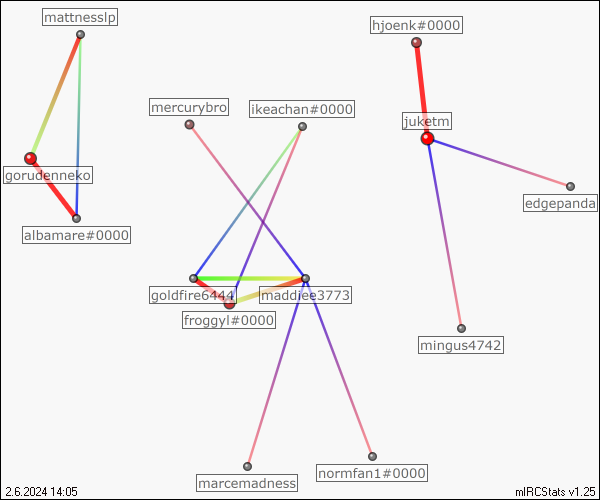 mattnesslp
hjoenk#0000
mercurybro
ikeachan#0000
juketm
gorudenneko
edgepanda
albamare#0000
goldfire6444
maddiee3773
froggyl#0000
mingus4742
marcemadness
normfan1#0000
2.6.2024 14:05
mIRCStats v1.25